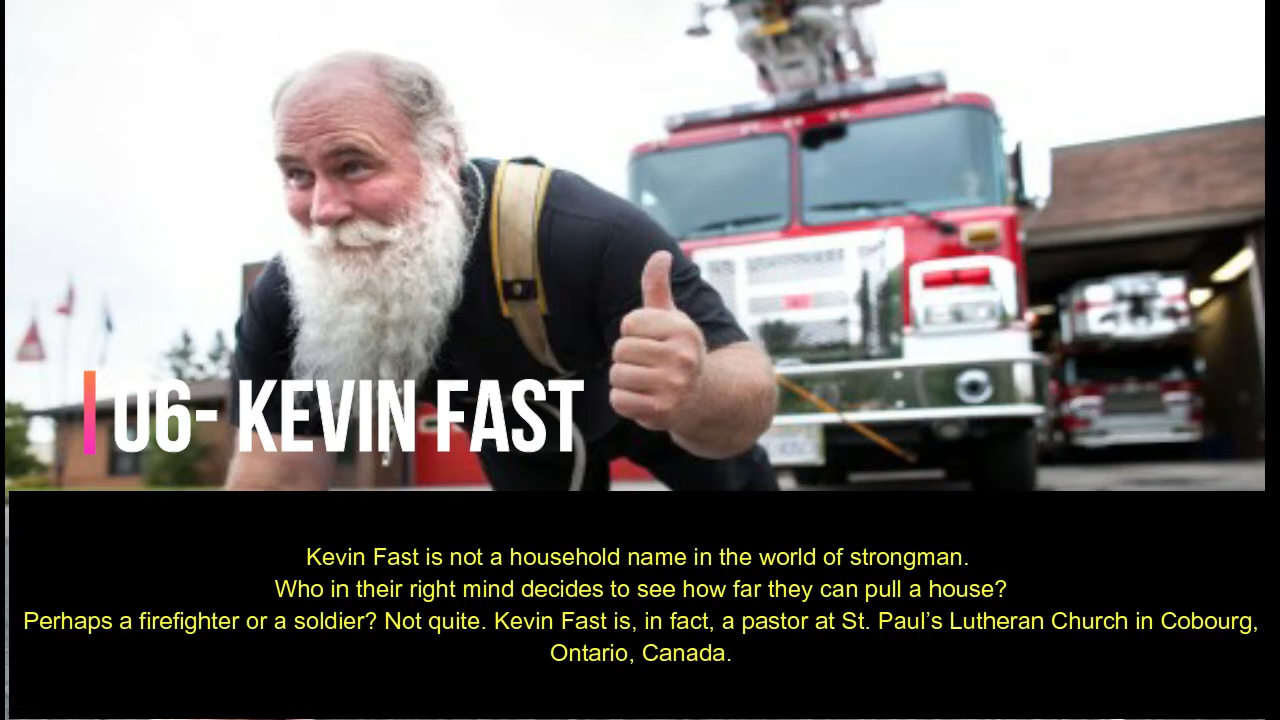 06- KEVIN FAST
Kevin Fast is not a household name in the world of strongman.
Who in their right mind decides to see how far they can pull a house?
Perhaps a firefighter or a soldier? Not quite. Kevin Fast is, in fact, a pastor at St. Paul’s Lutheran Church in Cobourg,
Ontario, Canada.